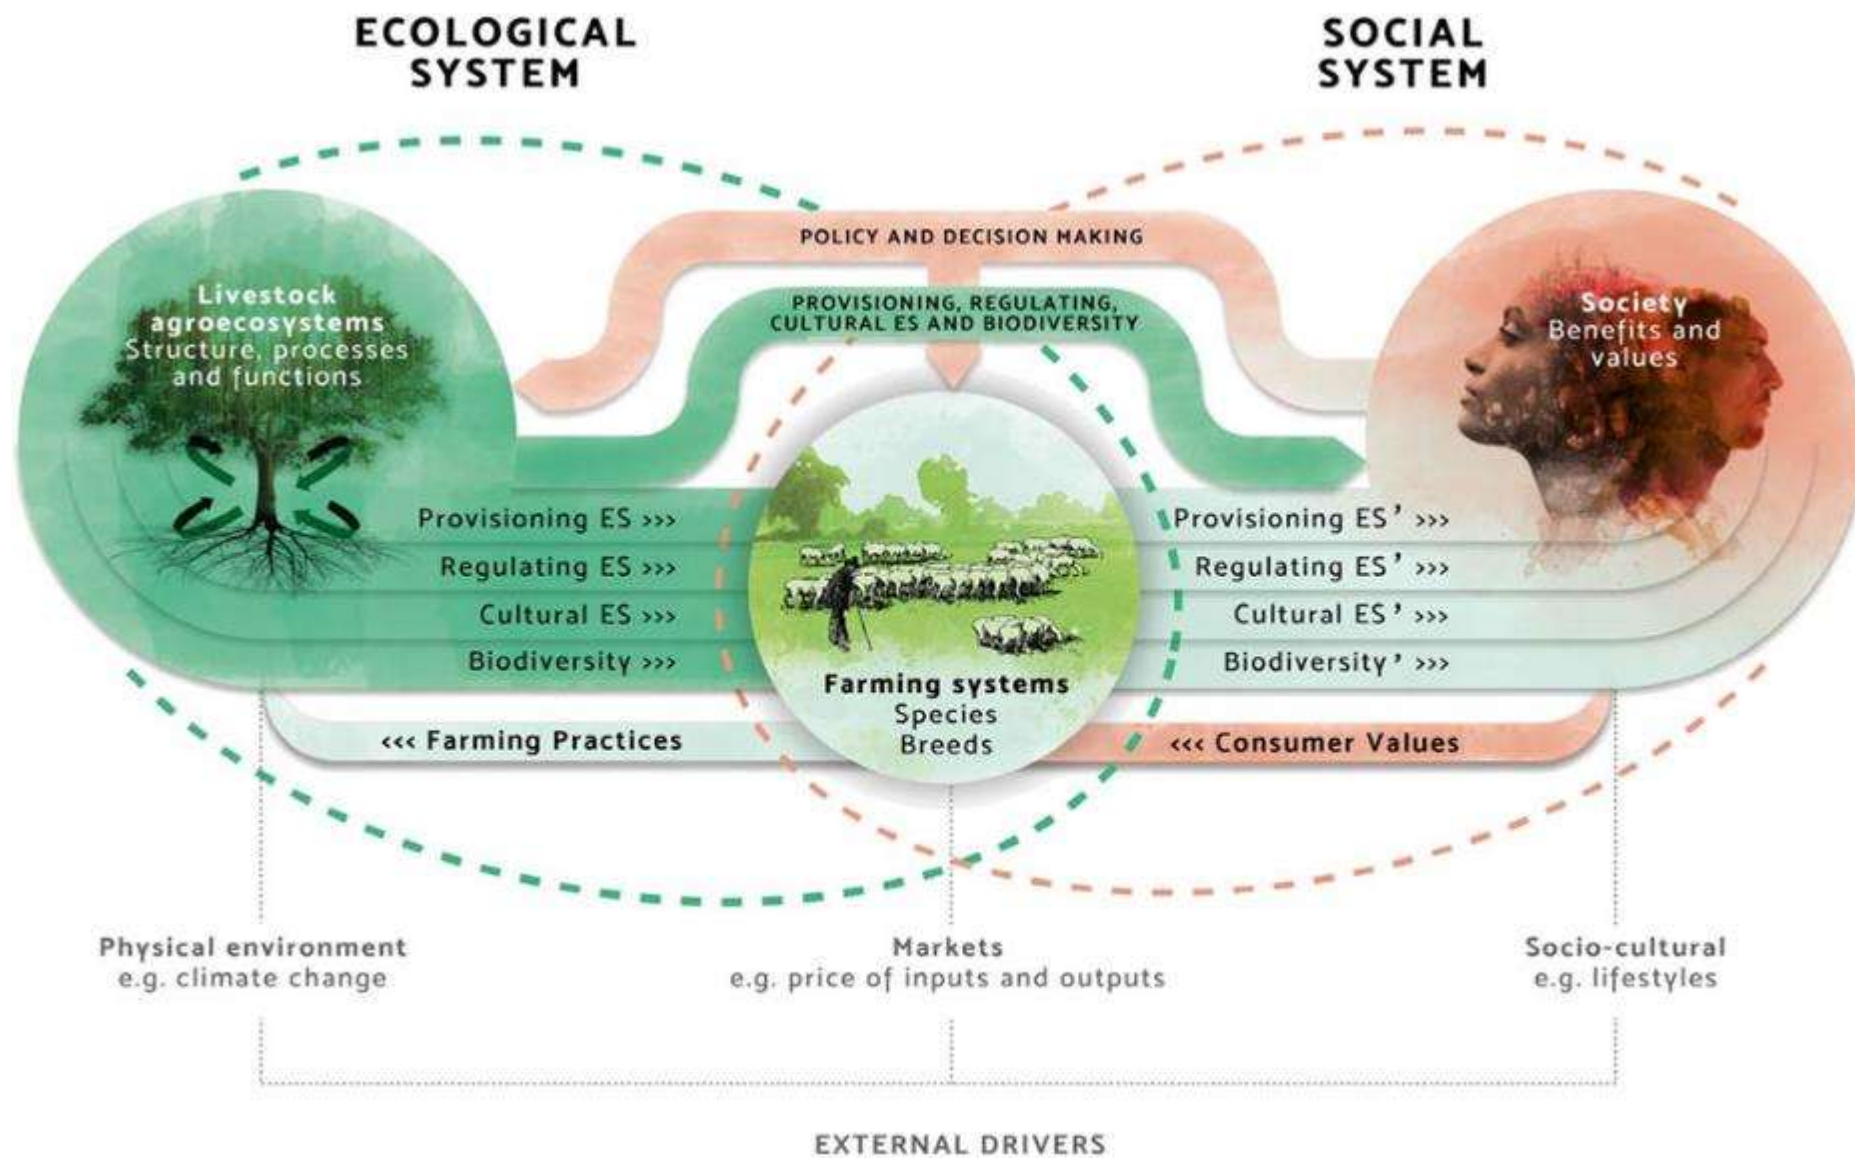 ECOLOGICAL
SYSTEM
SOCIAL
SYSTEM
POLICY AND DECISION MAKING
PROVISIONING, REGULATING,
CULTURAL ES AND BIODIVERSITY
Livestock
agroecosystems
Structure, processes
and functions
Society
Benefits and
values
Provisioning ES >>>
Regulating ES >>>
Cultural ES >>>
Biodiversity >>>
Provisioning ES’ >>>
Regulating ES’ >>>
Cultural ES’ >>>
Biodiversity’ >>>
Farming systems
Species
Breeds
<<< Farming Practices
<<< Consumer Values
Physical environment
e.g. climate change
Markets
e.g. price of inputs and outputs
Socio-cultural
e.g. lifestyles
EXTERNAL DRIVERS